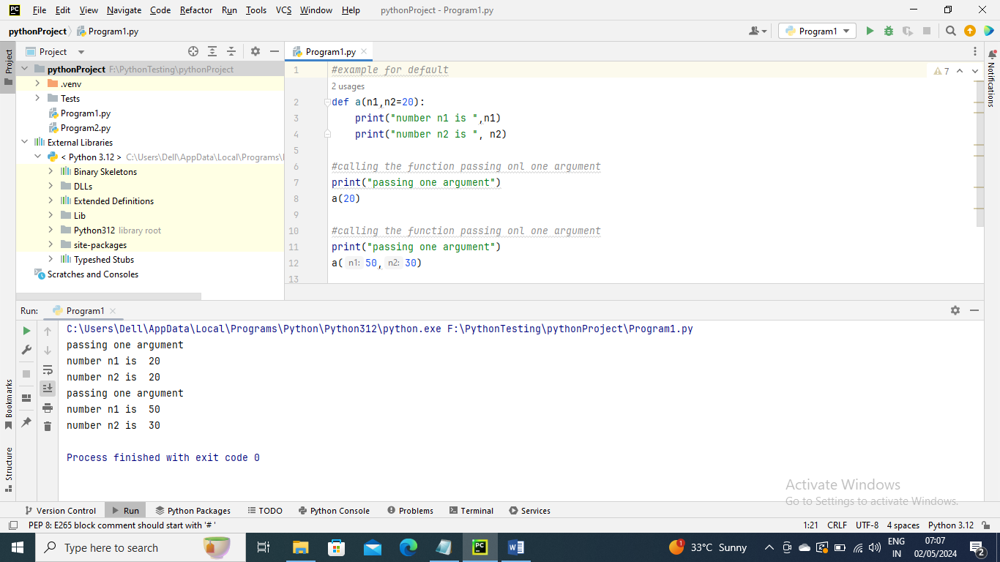 File Edit View Navigate Code Refactor Run Tools VCS Window Help pythonProject - Program1.py
pythonProject Program1.py Program1
Project
Project
pythonProject F:\PythonTesting\pythonProject
.venv
Tests
Program1.py
Program2.py
External Libraries
< Python 3.12 > C:\Users\Dell\AppData\Local\Programs\
Binary Skeletons
DLLs
Extended Definitions
Lib
Python312 library root
site-packages
Typeshed Stubs
Scratches and Consoles
Program1.py
7
1 #example for default
2 usages
2 def a(n1,n2=20):
3 print("number n1 is ",n1)
4 print("number n2 is ", n2)
5
6 #calling the function passing onl one argument
7 print("passing one argument")
8 a(20)
9
10 #calling the function passing onl one argument
11 print("passing one argument")
12 a( n1: 50, n2: 30)
13
Notifications
Run: Program1
C:\Users\Dell\AppData\Local\Programs\Python\Python312\python.exe F:\PythonTesting\pythonProject\Program1.py
passing one argument
number n1 is  20
number n2 is  20
passing one argument
number n1 is  50
number n2 is  30
Process finished with exit code 0
Bookmarks
Structure
Activate Windows
Go to Settings to activate Windows.
Version Control Run Python Packages TODO Python Console Problems Terminal Services
PEP 8: E265 block comment should start with '# ' 1:21 CRLF UTF-8 4 spaces Python 3.12
Type here to search 1 PC W 33°C Sunny ENG 07:07
IN 02/05/2024 2